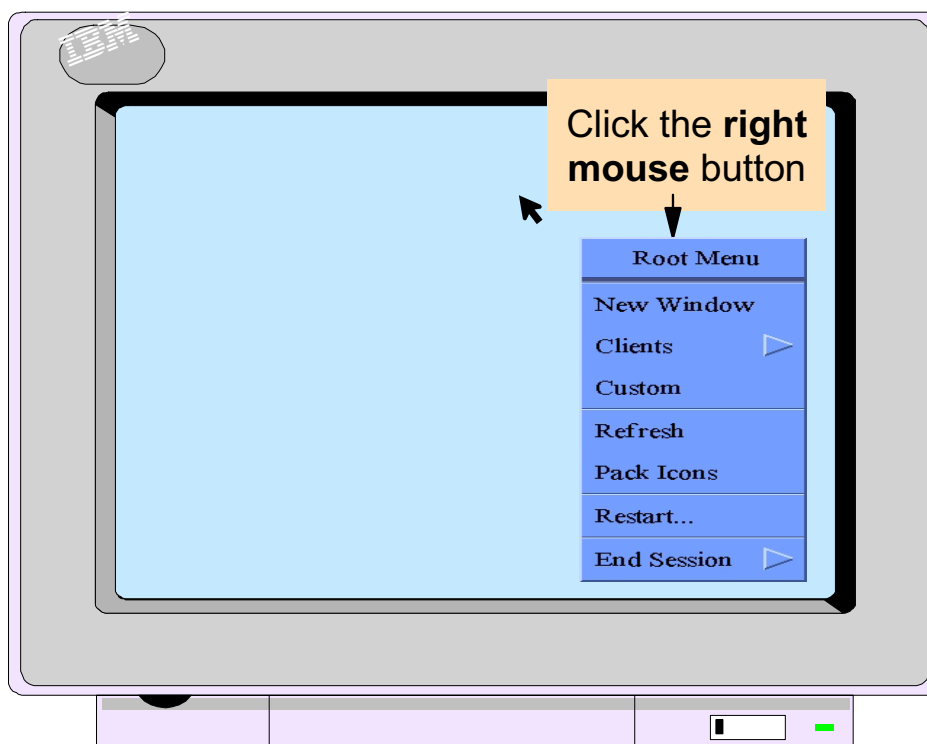 IBM
Click the right
mouse button
Root Menu
New Window
Clients
Custom
Refresh
Pack Icons
Restart...
End Session